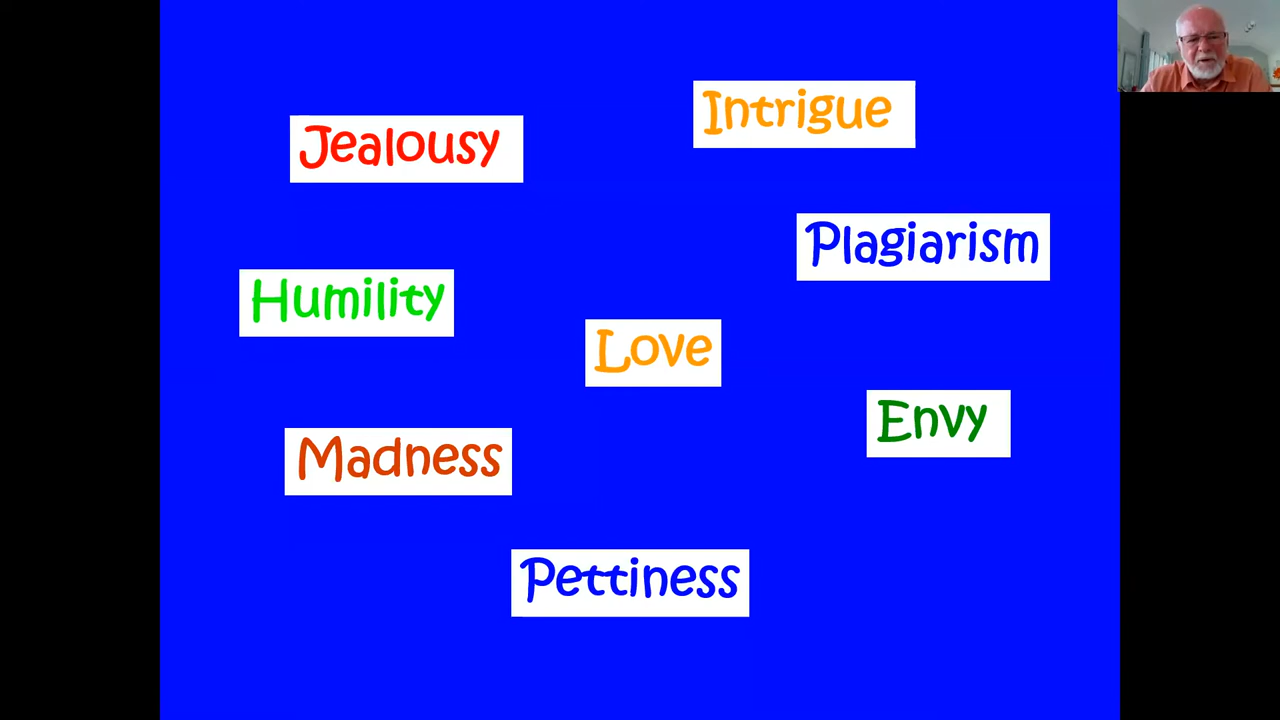 Intrigue
Jealousy
Plagiarism
Humility
Love
Envy
Madness
Pettiness